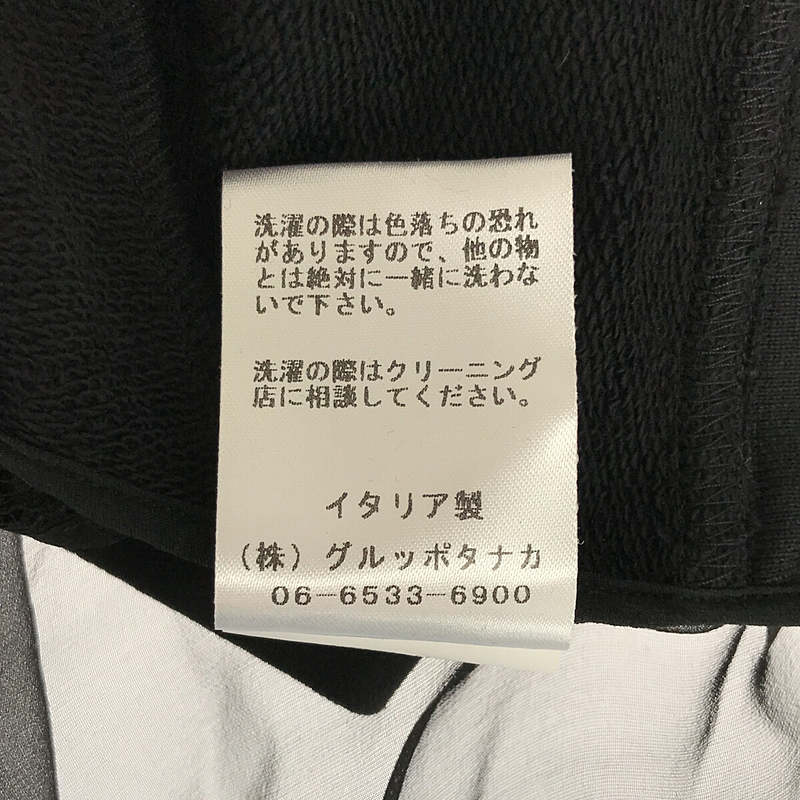 洗濯の際は色落ちの恐れ
がありますので、他の物
とは絶対に一緒に洗わな
いで下さい。
洗濯の際はクリーニング
店に相談してください。
イタリア製
（株）グルッポタナカ
06-6533-6900